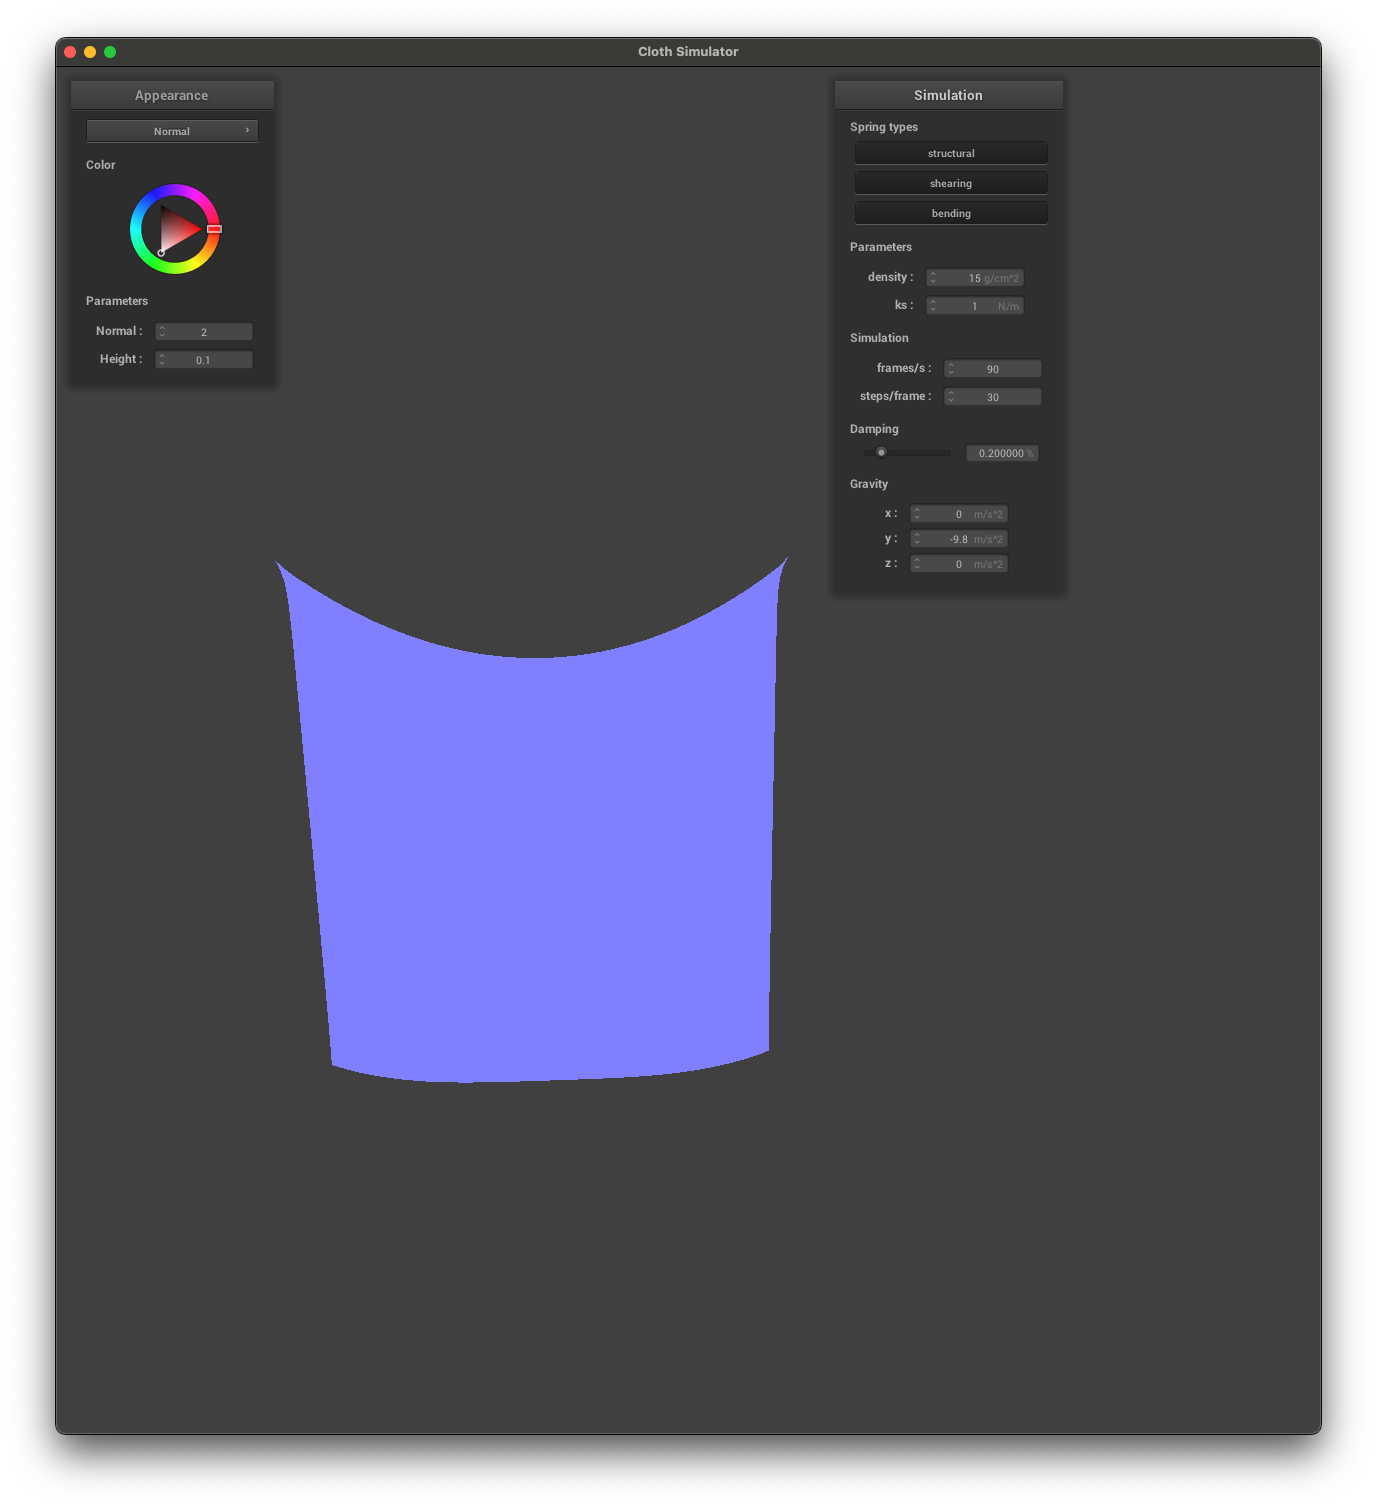 Cloth Simulator
Appearance
Normal
Color
Parameters
Normal : 2
Height : 0.1
Simulation
Spring types
structural
shearing
bending
Parameters
density : 15 g/cm^2
ks : 1 N/m
Simulation
frames/s : 90
steps/frame : 30
Damping
0.200000 %
Gravity
x : 0 m/s^2
y : -9.8 m/s^2
z : 0 m/s^2